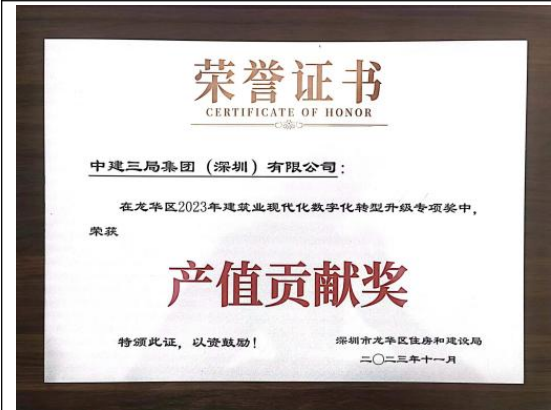 荣誉证书
CERTIFICATE OF HONOR
中建三局集团（深圳）有限公司：
在龙华区2023年建筑业现代化数字化转型升级专项奖中，
荣获
产值贡献奖
特颁此证，以资鼓励！
深圳市龙华区住房和建设局
二〇二三年十一月